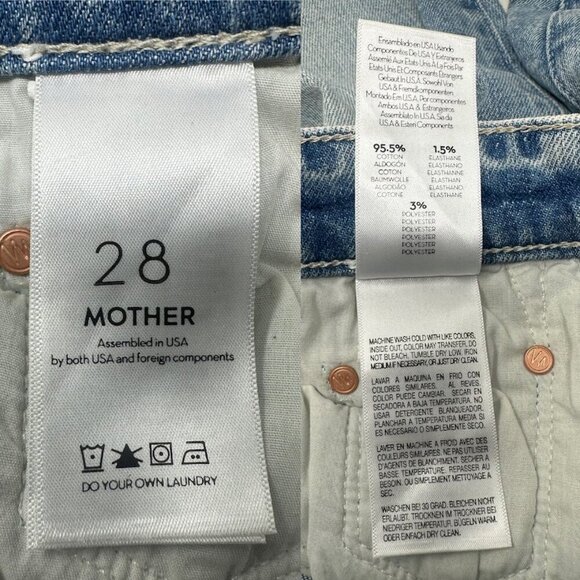 28
MOTHER
Assembled in USA
by both USA and foreign components
DO YOUR OWN LAUNDRY
Ensamblado en USA Usando
Componentes De USA Y Extranjeros
Assemlé Aux Etats Unis A La Fois Par
Etats Unis Et Composants Étrangers
Gebaut In USA.Sowohl Von
USA & Fremdkomponenten
Montado Em USA Por Componentes
Ambos U.S.A & Estrangeiros
Assemblato In U.S.A, Sia da
U.S.A & Esteri Componenti
95.5% 1.5%
COTTON ELASTHANE
ALGODÓN ELASTANO
COTON ÉLASTHANNE
BAUMWOLLE ELASTHAN
ALGODÃO ELASTANO
COTONE ELASTAN
3%
POLYESTER
POLYESTER
POLYESTER
POLYESTER
POLYESTER
POLYESTER
MACHINE WASH COLD WITH LIKE COLORS,
INSIDE OUT, COLOR MAY TRANSFER, DO
NOT BLEACH, TUMBLE DRY LOW, IRON
MEDIUM IF NECESSARY, OR JUST DRY CLEAN.
LAVAR A MAQUINA EN FRIO CON
COLORES SIMILARES. AL REVES.
COLOR PUEDE CAMBIAR. SECAR EN
SECADORA A BAJA TEMPERATURA. NO
USAR DETERGENTE BLANQUEADOR.
PLANCHAR A TEMPERATURA MEDIA SI
ES NECESARIO O SIMPLEMENTE SECO.
LAVER EN MACHINE A FROID AVEC DES
COULEURS SIMILAIRES. NE PAS UTILISER
D'AGENTS DE BLANCHIMENT. SECHER A
BASSE TEMPERATURE. REPASSER AU
BESOIN. OU SIMPLEMENT NETTOYAGE A
SEC.
WASCHEN BEI 30 GRAD. BLEICHEN NICHT
ERLAUBT. TROCKNEN IM TROCKNER BEI
NIEDRIGER TEMPERATUR. BÜGELN WARM
ODER EINFACH DRY CLEAN.